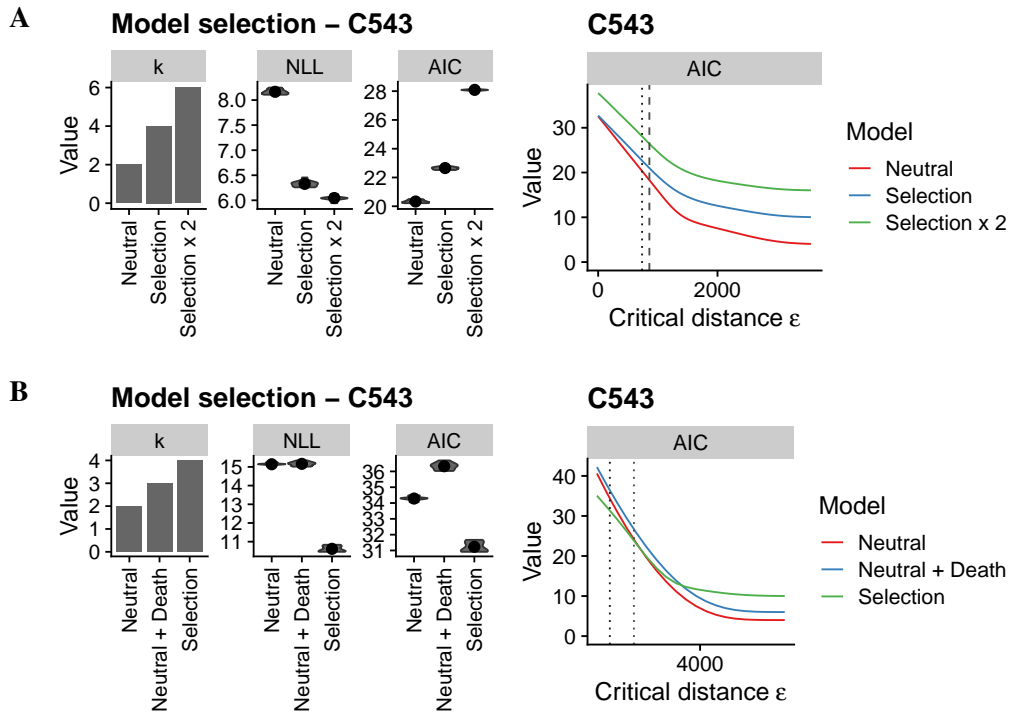 A
Model selection – C543
k
NLL
AIC
Value
6
4
2
0
8.0
7.5
7.0
6.5
6.0
28
26
24
22
20
Neutral
Selection
Selection x 2
Neutral
Selection
Selection x 2
Neutral
Selection
Selection x 2
C543
AIC
Value
30
20
10
0
0
2000
Critical distance ε
Model
Neutral
Selection
Selection x 2
B
Model selection – C543
k
NLL
AIC
Value
4
3
2
1
0
15
14
13
12
11
36
35
34
33
32
31
Neutral
Neutral + Death
Selection
Neutral
Neutral + Death
Selection
Neutral
Neutral + Death
Selection
C543
AIC
Value
40
30
20
10
0
4000
Critical distance ε
Model
Neutral
Neutral + Death
Selection